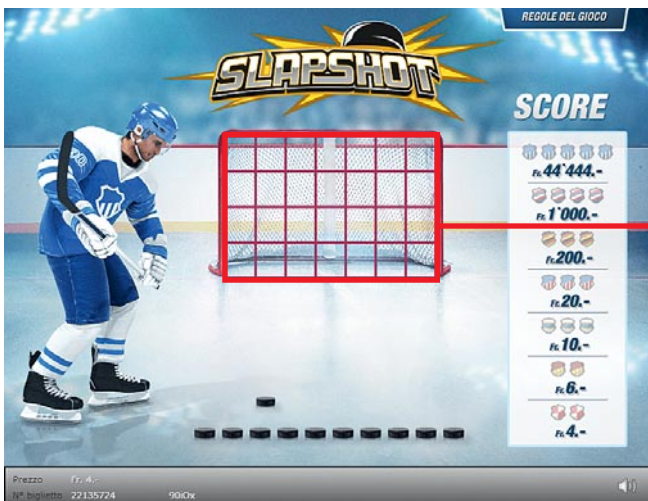 REGOLE DEL GIOCO
SLAPSHOT
SCORE
Fr. 44'444.-
Fr. 1'000.-
Fr. 200.-
Fr. 20.-
Fr. 10.-
Fr. 6.-
Fr. 4.-
Prezzo Fr. 4.-
N° biglietto 22135724 90iOx